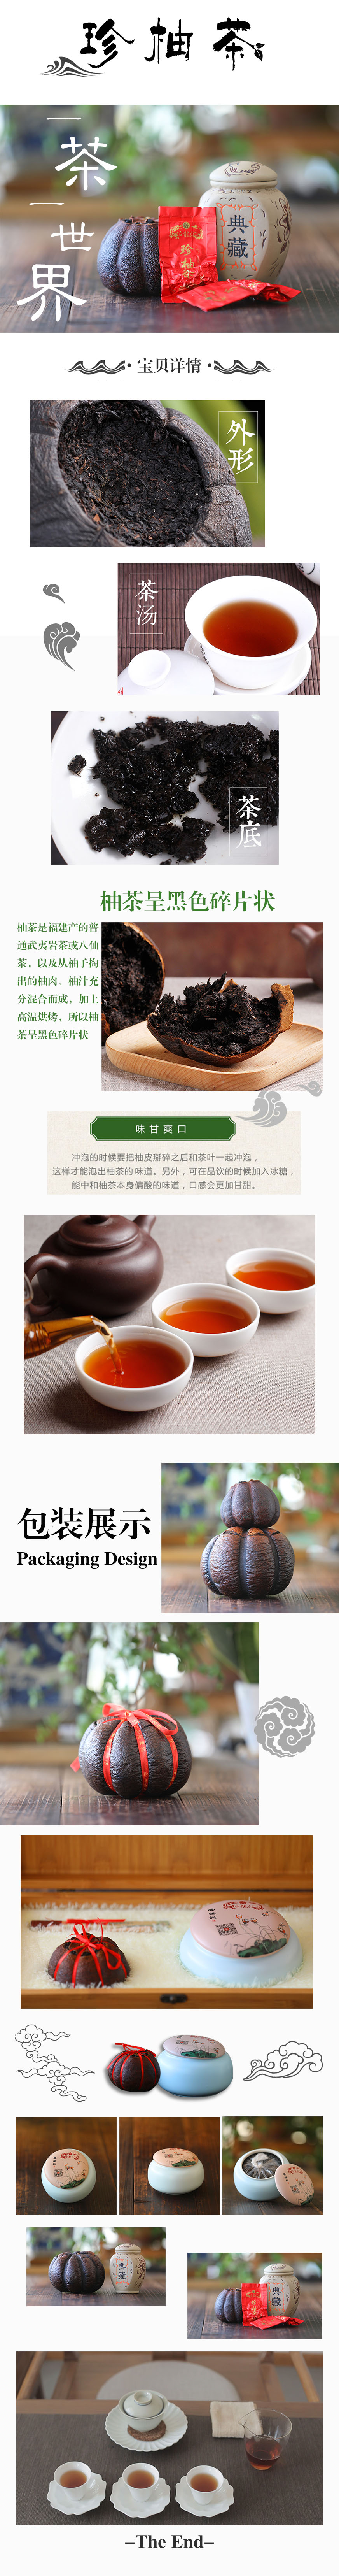 珍柚茶
一茶
一世界
典藏
珍柚茶
宝贝详情
外形
茶汤
茶底
柚茶呈黑色碎片状
柚茶是福建产的普
通武夷岩茶或八仙
茶，以及从柚子掏
出的柚肉、柚汁充
分混合而成，加上
高温烘烤，所以柚
茶呈黑色碎片状
味甘爽口
冲泡的时候要把柚皮掰碎之后和茶叶一起冲泡，
这样才能泡出柚茶的味道。另外，可在品饮的时候加入冰糖，
能中和柚茶本身偏酸的味道，口感会更加甘甜。
包装展示
Packaging Design
典藏
典藏
–The End–